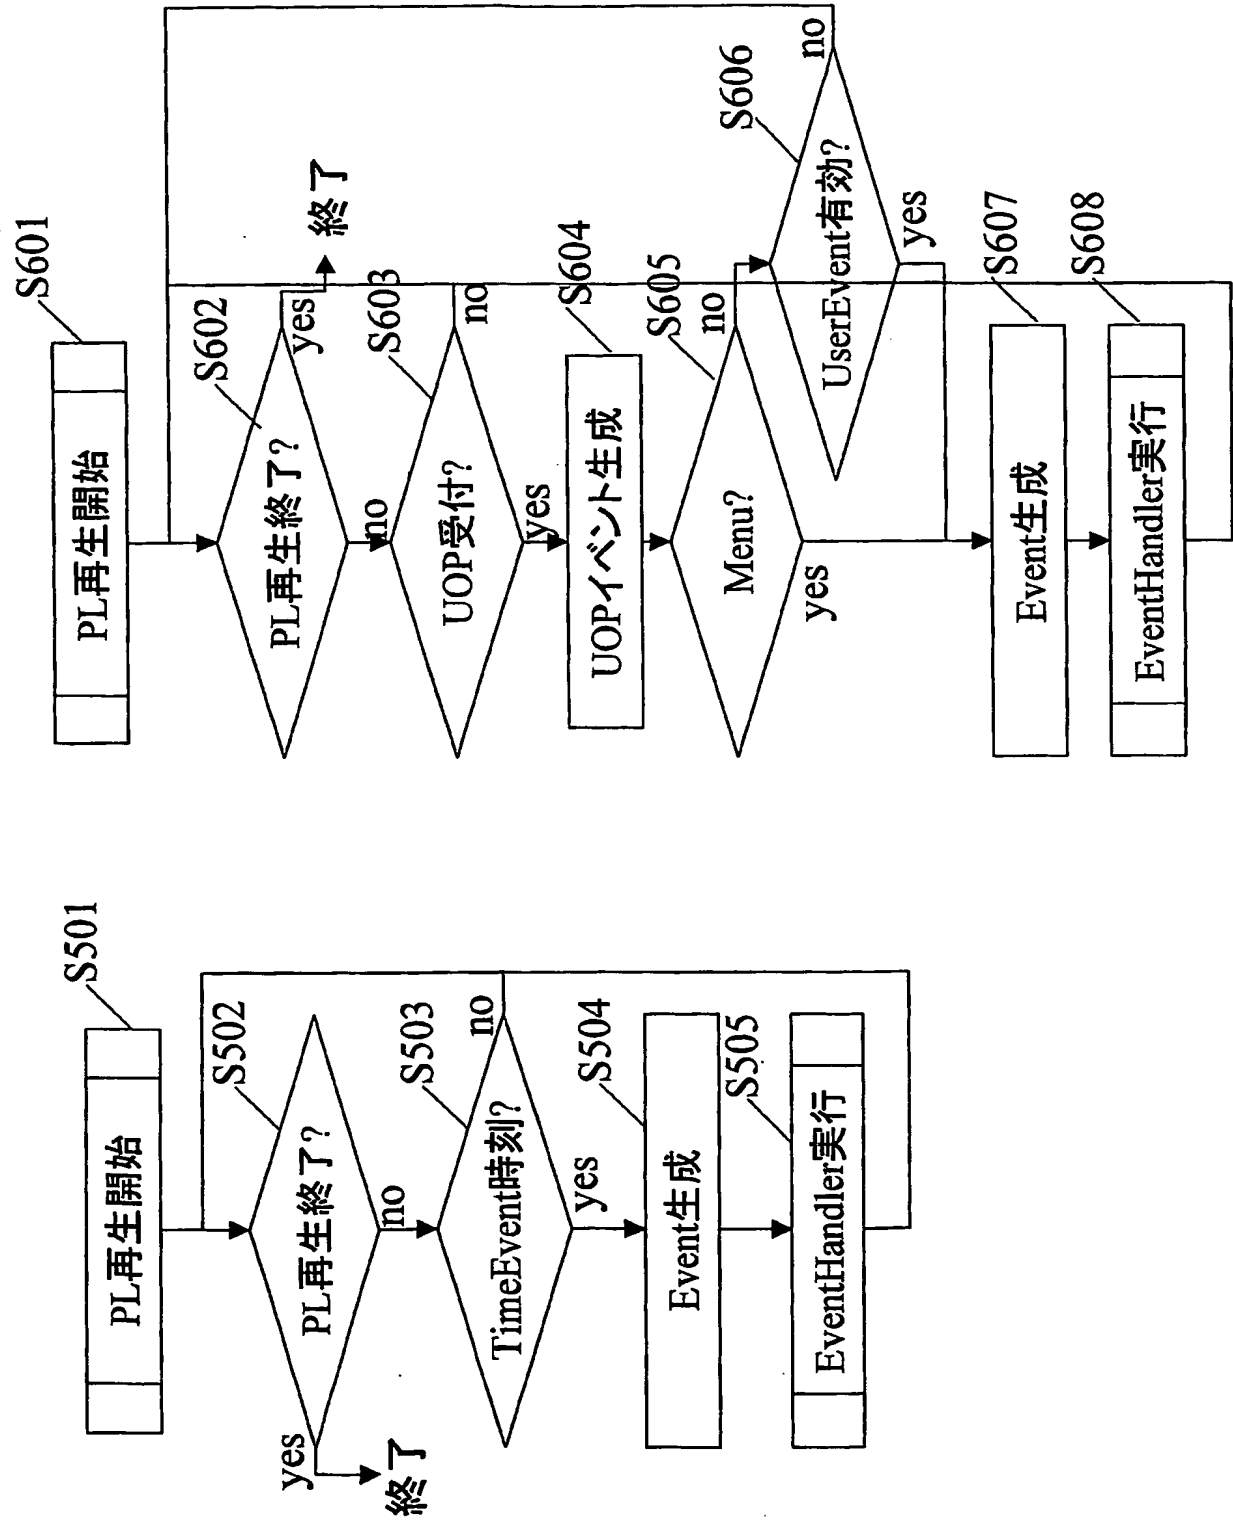 S501
PL再生開始
S502
PL再生終了?
yes
終了
no
S503
TimeEvent時刻?
no
yes
S504
Event生成
S505
EventHandler実行
S601
PL再生開始
S602
PL再生終了?
yes
終了
no
S603
UOP受付?
no
yes
S604
UOPイベント生成
S605
Menu?
no
yes
S606
UserEvent有効?
no
yes
S607
Event生成
S608
EventHandler実行